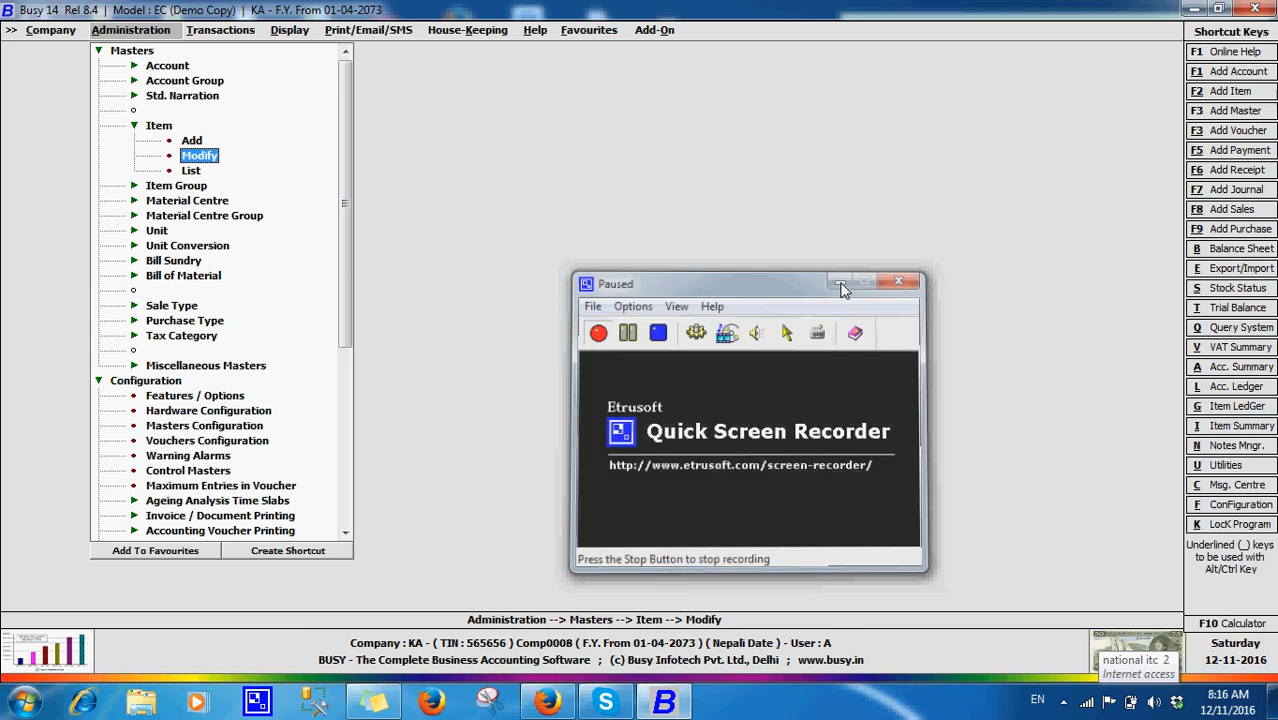 Busy 14 Rel 8.4 | Model : EC (Demo Copy) | KA - F.Y. From 01-04-2073
>> Company Administration Transactions Display Print/Email/SMS House-Keeping Help Favourites Add-On
Masters
Account
Account Group
Std. Narration
Item
Add
Modify
List
Item Group
Material Centre
Material Centre Group
Unit
Unit Conversion
Bill Sundry
Bill of Material
Sale Type
Purchase Type
Tax Category
Miscellaneous Masters
Configuration
Features / Options
Hardware Configuration
Masters Configuration
Vouchers Configuration
Warning Alarms
Control Masters
Maximum Entries in Voucher
Ageing Analysis Time Slabs
Invoice / Document Printing
Accounting Voucher Printing
Add To Favourites Create Shortcut
Paused
File Options View Help
Etrusoft
Quick Screen Recorder
http://www.etrusoft.com/screen-recorder/
Press the Stop Button to stop recording
Shortcut Keys
F1 Online Help
F1 Add Account
F2 Add Item
F3 Add Master
F3 Add Voucher
F5 Add Payment
F6 Add Receipt
F7 Add Journal
F8 Add Sales
F9 Add Purchase
B Balance Sheet
E Export/Import
S Stock Status
T Trial Balance
Q Query System
V VAT Summary
A Acc. Summary
L Acc. Ledger
G Item LedGer
I Item Summary
N Notes Mngr.
U Utilities
C Msg. Centre
F ConFiguration
K LocK Program
Underlined (_) keys
to be used with
Alt/Ctrl Key
F10 Calculator
Administration --> Masters --> Item --> Modify
Company : KA - ( TIN : 565656 ) Comp0008 ( F.Y. From 01-04-2073 ) ( Nepali Date ) - User : A
BUSY - The Complete Business Accounting Software ; (c) Busy Infotech Pvt. Ltd., Delhi ; www.busy.in
Saturday
12-11-2016
national itc 2
Internet access
EN
8:16 AM
12/11/2016